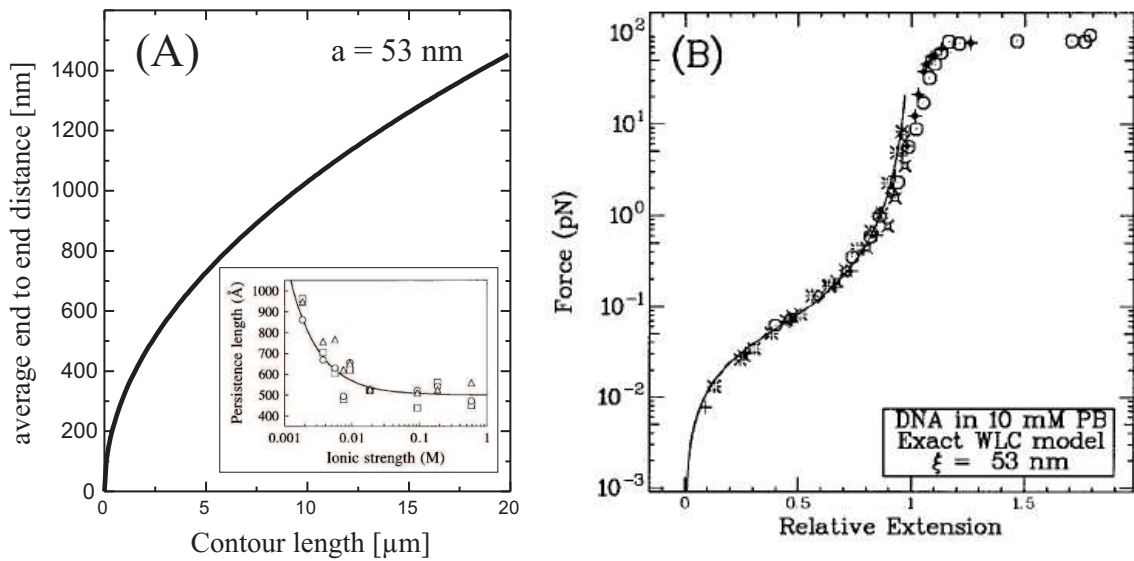 (A)
a = 53 nm
average end to end distance [nm]
1400
1200
1000
800
600
400
200
0
0
5
10
15
20
Contour length [µm]
Persistence length (Å)
1000
900
800
700
600
500
400
0.001
0.01
0.1
1
Ionic strength (M)
(B)
Force (pN)
10²
10¹
10⁰
10⁻¹
10⁻²
10⁻³
0
0.5
1
1.5
Relative Extension
DNA in 10 mM PB
Exact WLC model
ξ = 53 nm